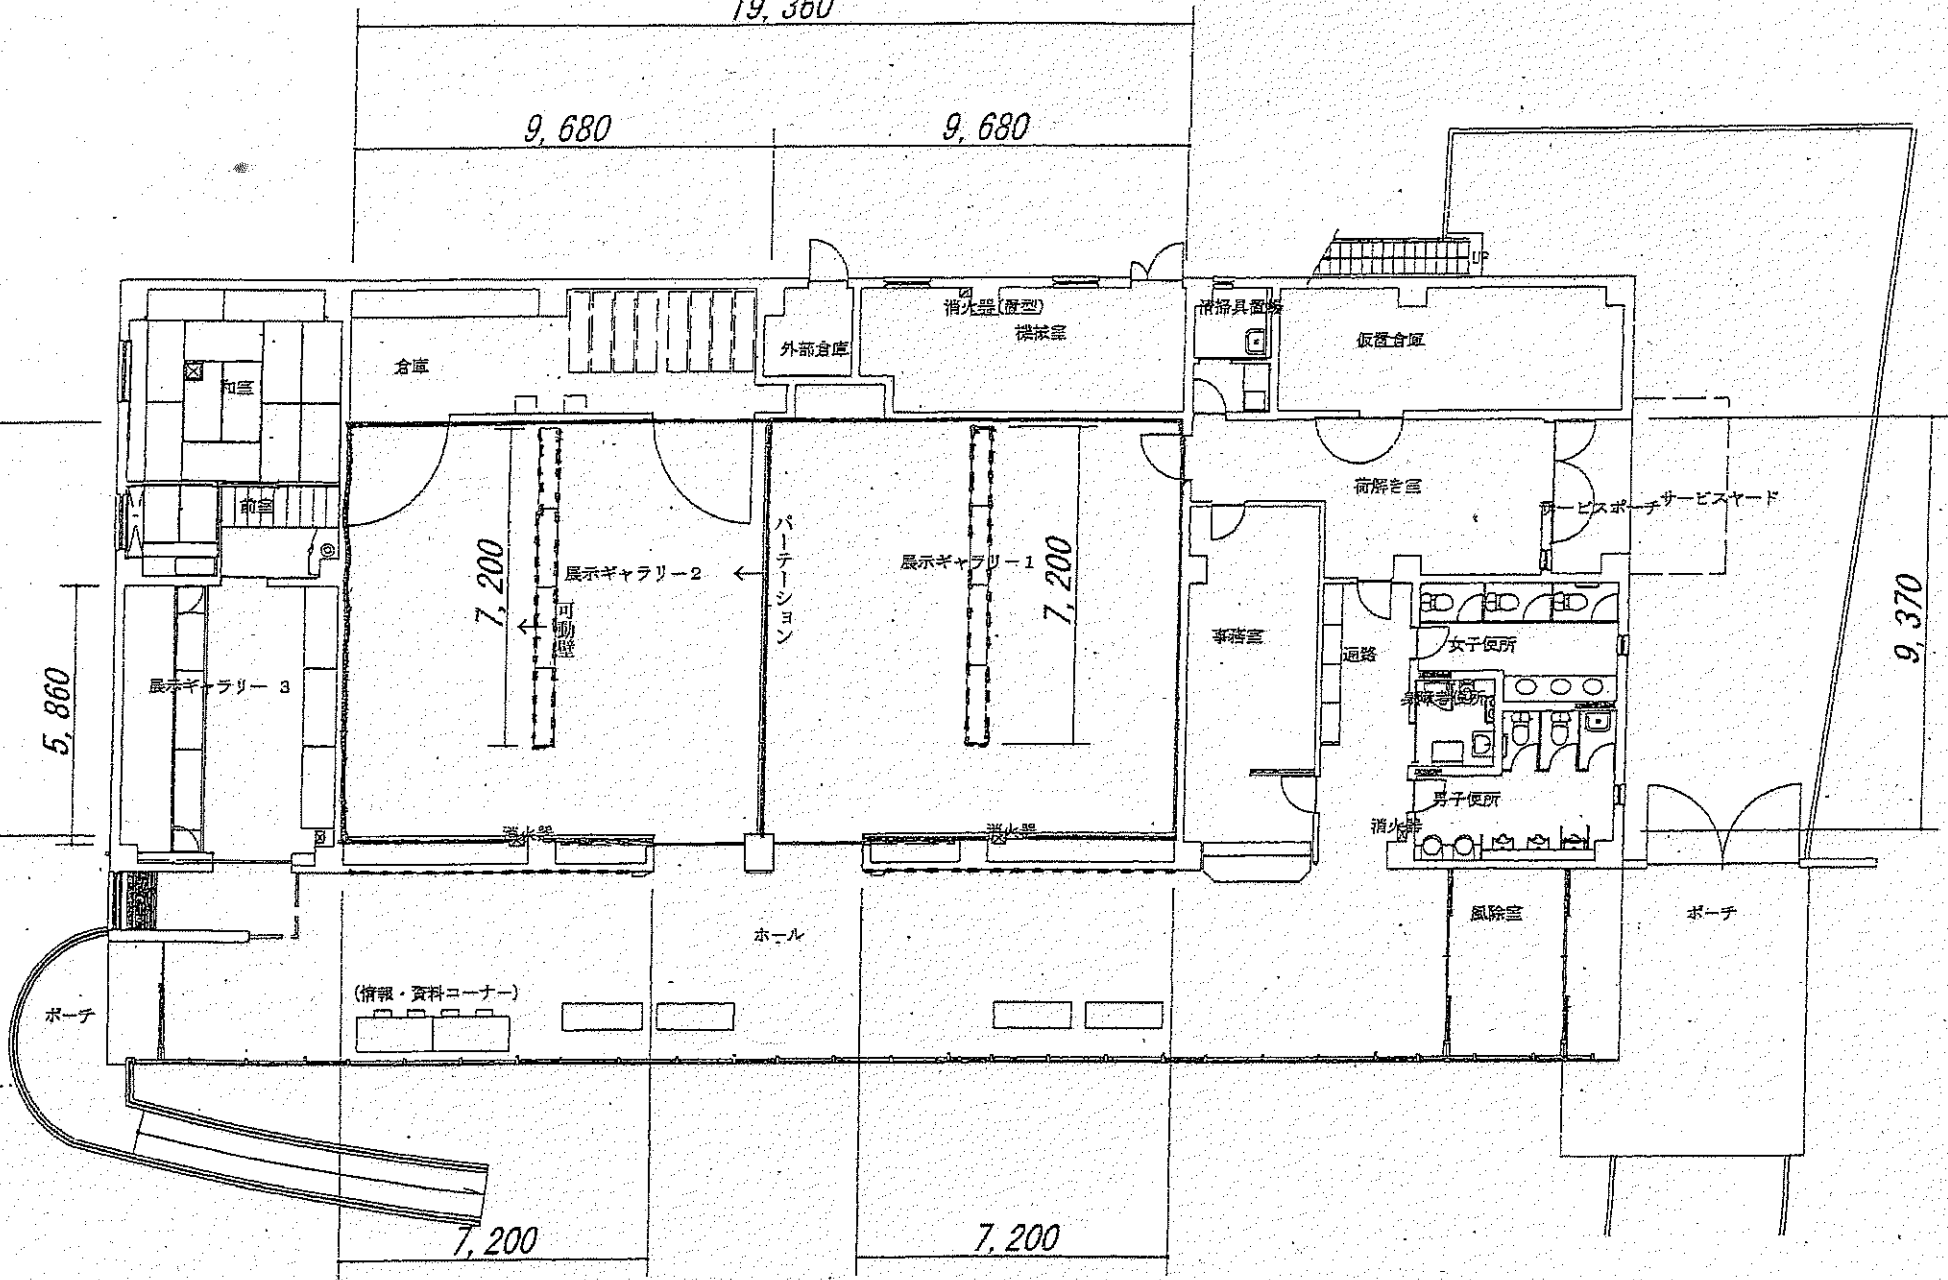 19,360
9,680
9,680
UP
消火器(壁型)
清掃具置場
機械室
仮置倉庫
外部倉庫
倉庫
和室
荷解き室
サービスポーチ
サービスヤード
前室
パーテーション
7,200
展示ギャラリー2
展示ギャラリー1
7,200
可動壁
9,370
事務室
女子便所
通路
5,860
展示ギャラリー 3
男子便所
消火器
消火器
消火器
風除室
ポーチ
ホール
(情報・資料コーナー)
ポーチ
7,200
7,200